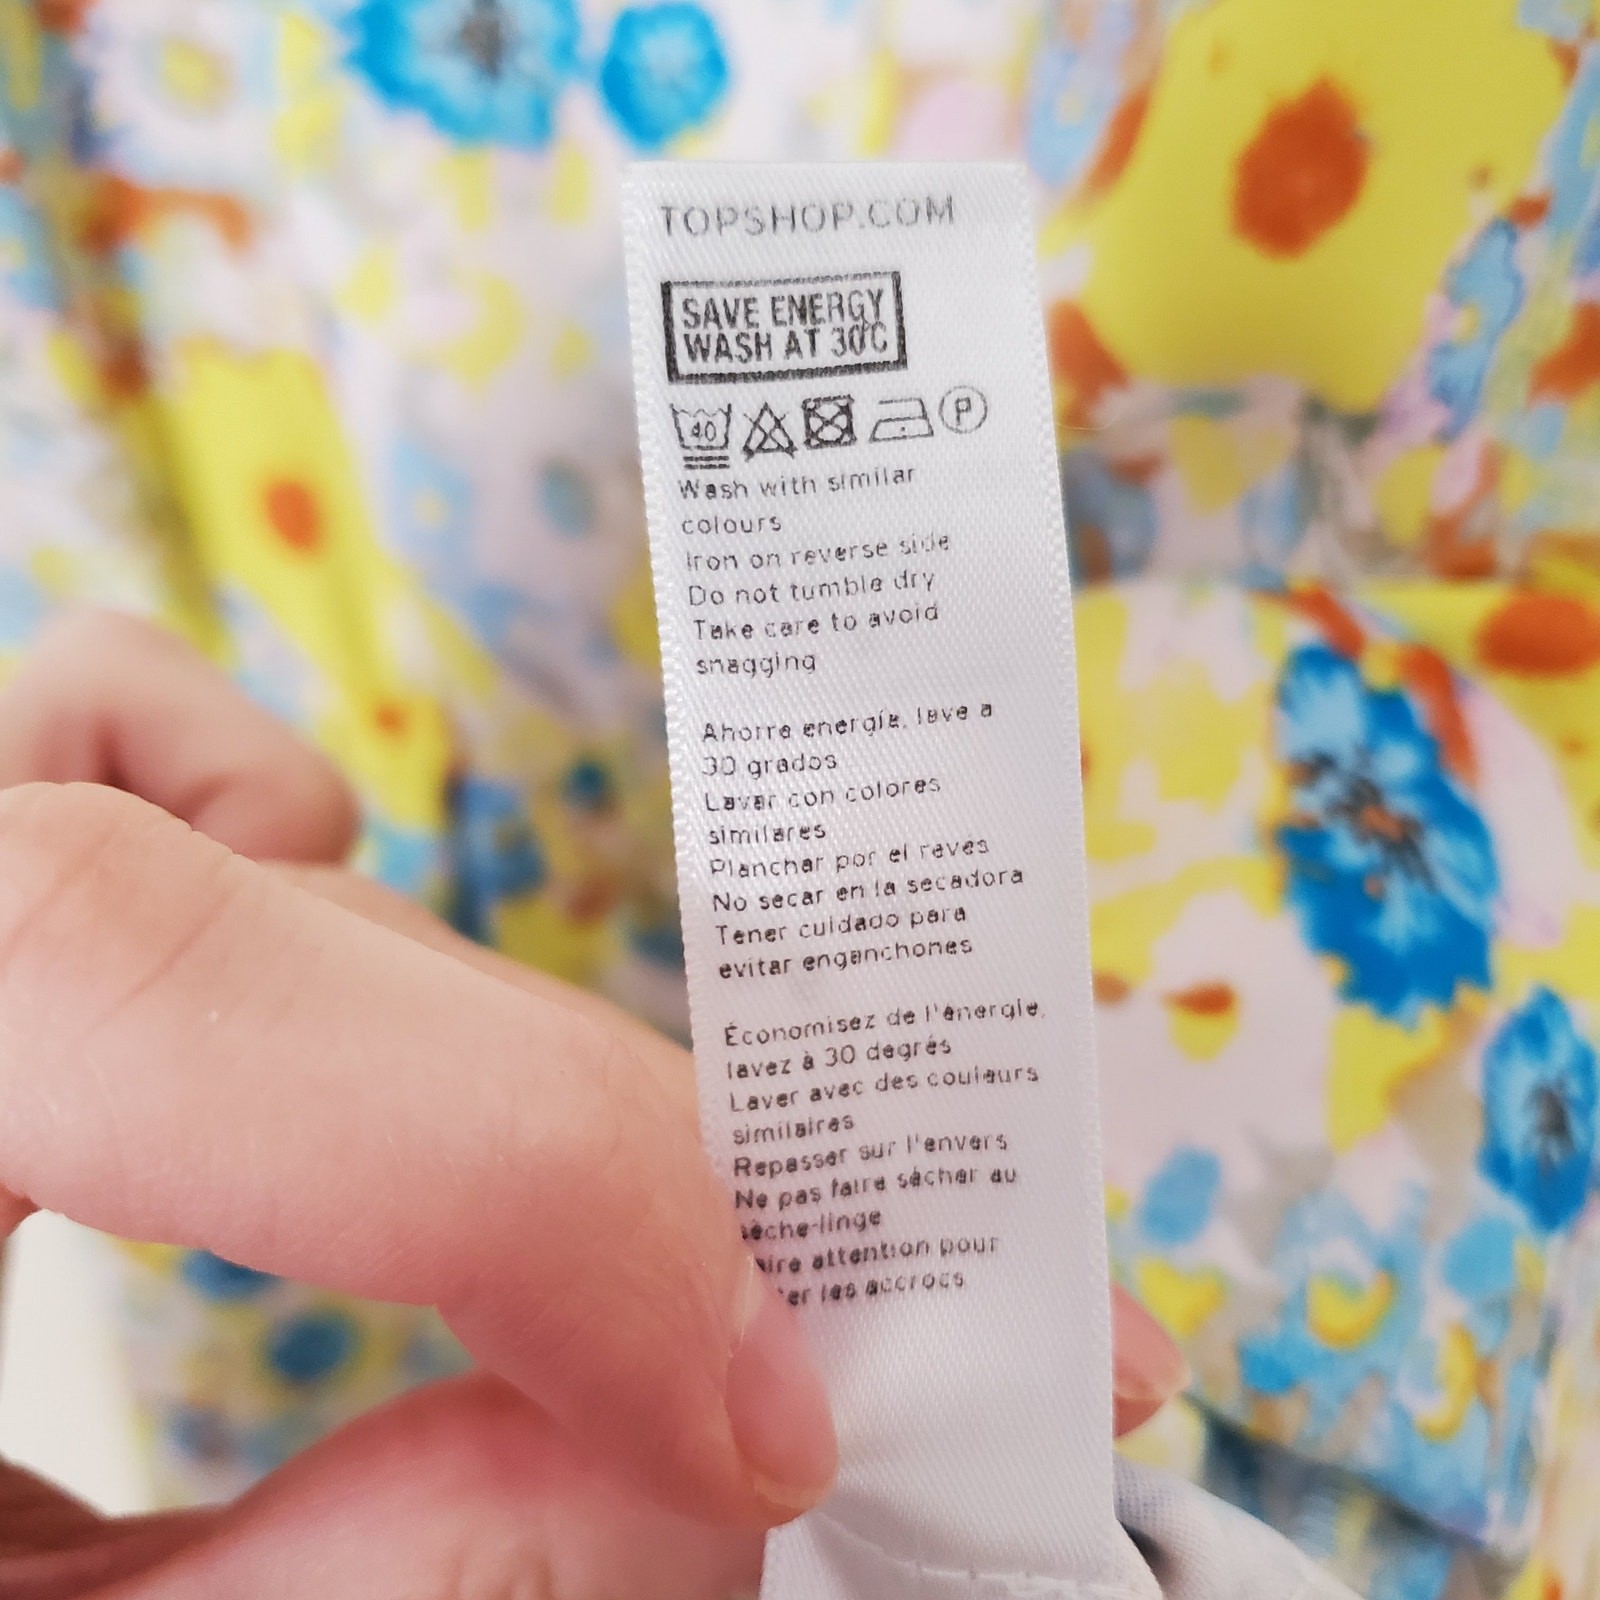 TOPSHOP.COM
SAVE ENERGY
WASH AT 30°C
40 P
Wash with similar
colours
Iron on reverse side
Do not tumble dry
Take care to avoid
snagging
Ahorre energía, lave a
30 grados
Lavar con colores
similares
Planchar por el revés
No secar en la secadora
Tener cuidado para
evitar enganchones
Économisez de l'énergie,
lavez à 30 degrés
Laver avec des couleurs
similaires
Repasser sur l'envers
Ne pas faire sécher au
sèche-linge
aire attention pour
er les accrocs